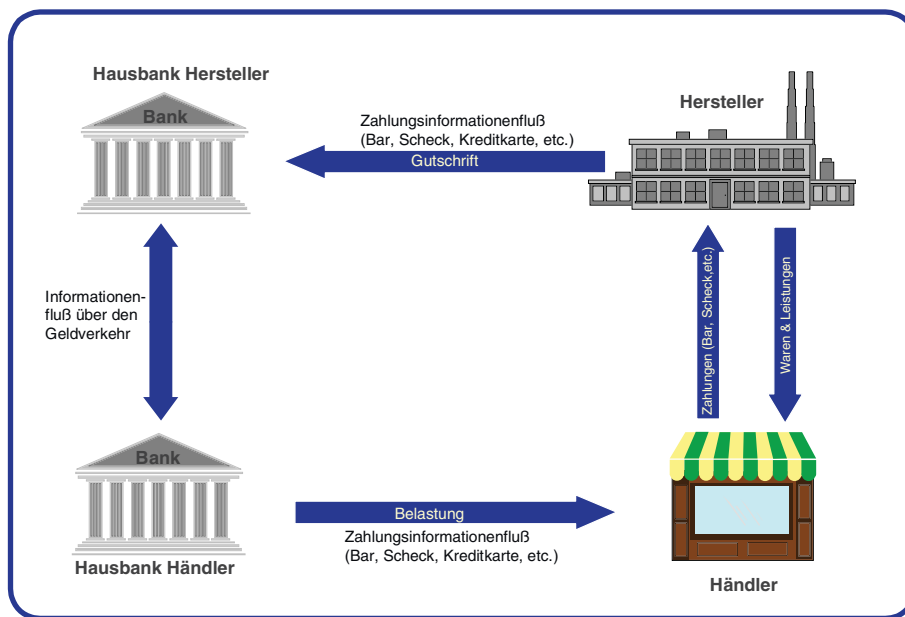 Hausbank Hersteller
Bank
Zahlungsinformationenfluß
(Bar, Scheck, Kreditkarte, etc.)
Gutschrift
Hersteller
Informationen-
fluß über den
Geldverkehr
Zahlungen (Bar, Scheck,etc.)
Waren & Leistungen
Bank
Hausbank Händler
Belastung
Zahlungsinformationenfluß
(Bar, Scheck, Kreditkarte, etc.)
Händler